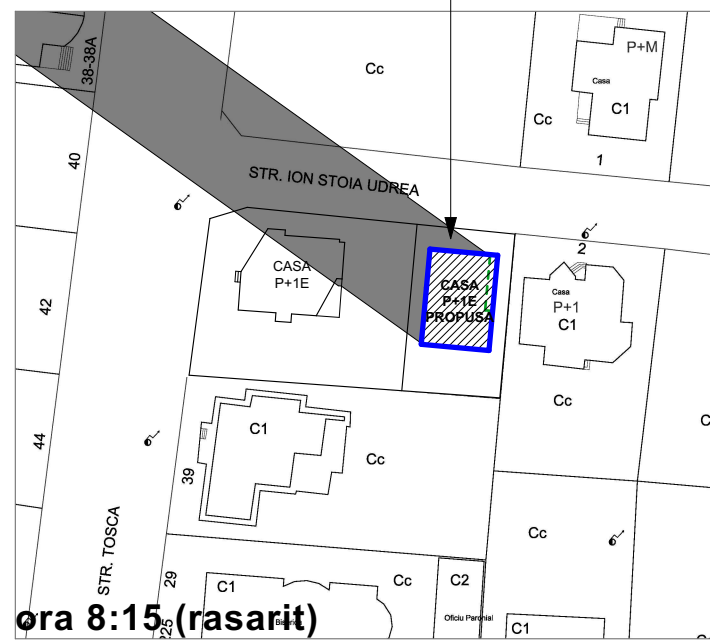 P+M
38-38A
Cc
Casa
C1
Cc
40
1
STR. ION STOIA UDREA
2
CASA
P+1E
CASA
P+1E
PROPUSA
Casa
P+1
C1
42
Cc
C1
44
Cc
39
Cc
STR. TOSCA
29
C1
Cc
C2
ora 8:15 (rasarit)
225
Oficiu Parohial
C1